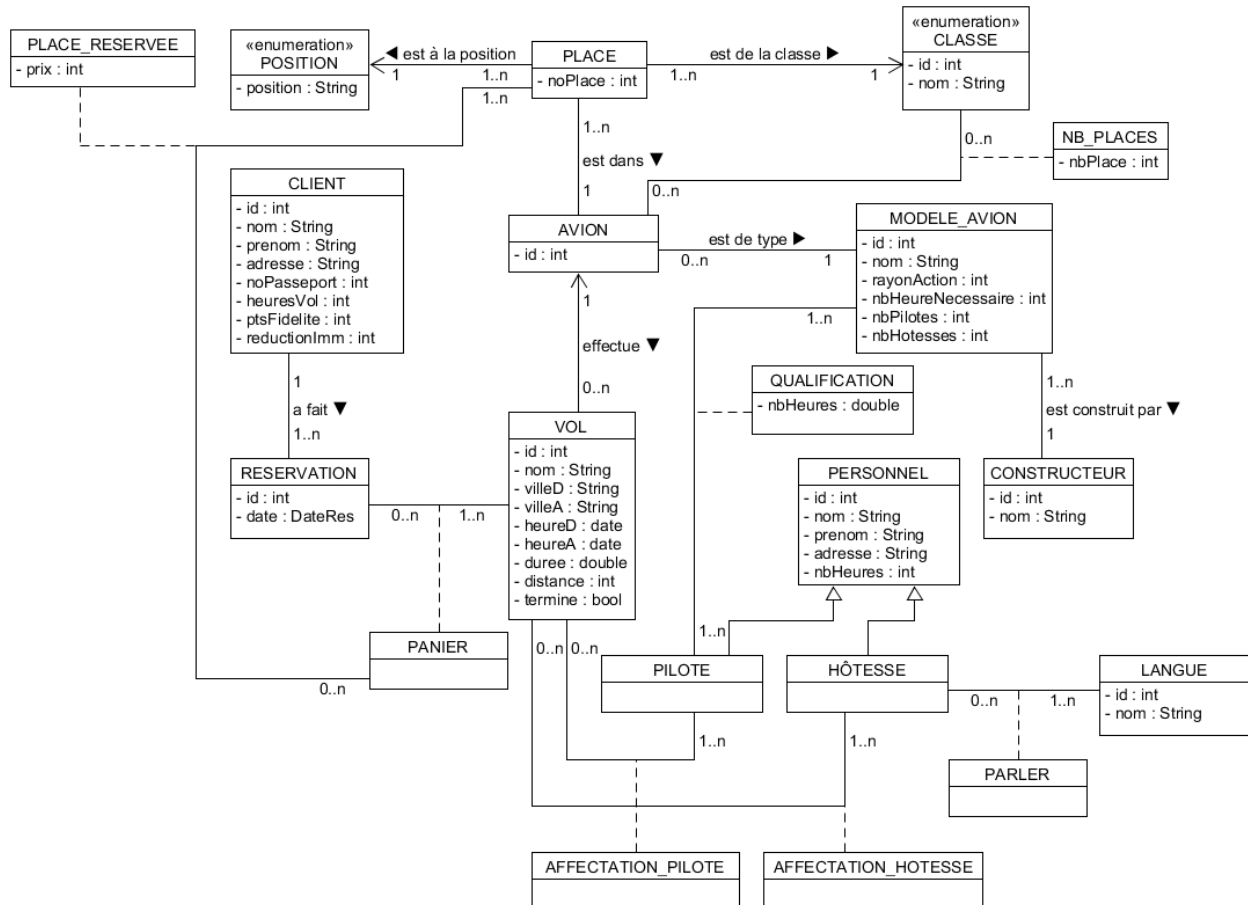 PLACE_RESERVEE
- prix : int
«enumeration»
POSITION
- position : String
◀ est à la position
1
1..n
1..n
PLACE
- noPlace : int
est de la classe ▶
1..n
1
«enumeration»
CLASSE
- id : int
- nom : String
0..n
NB_PLACES
- nbPlace : int
1..n
est dans ▼
1
0..n
CLIENT
- id : int
- nom : String
- prenom : String
- adresse : String
- noPasseport : int
- heuresVol : int
- ptsFidelite : int
- reductionImm : int
AVION
- id : int
est de type ▶
0..n
1
MODELE_AVION
- id : int
- nom : String
- rayonAction : int
- nbHeureNecessaire : int
- nbPilotes : int
- nbHotesses : int
1..n
1
effectue ▼
0..n
1
a fait ▼
1..n
QUALIFICATION
- nbHeures : double
1..n
est construit par ▼
1
RESERVATION
- id : int
- date : DateRes
0..n
1..n
VOL
- id : int
- nom : String
- villeD : String
- villeA : String
- heureD : date
- heureA : date
- duree : double
- distance : int
- termine : bool
PERSONNEL
- id : int
- nom : String
- prenom : String
- adresse : String
- nbHeures : int
CONSTRUCTEUR
- id : int
- nom : String
PANIER
0..n
0..n
0..n
1..n
PILOTE
1..n
HÔTESSE
1..n
0..n
1..n
LANGUE
- id : int
- nom : String
PARLER
AFFECTATION_PILOTE
AFFECTATION_HOTESSE